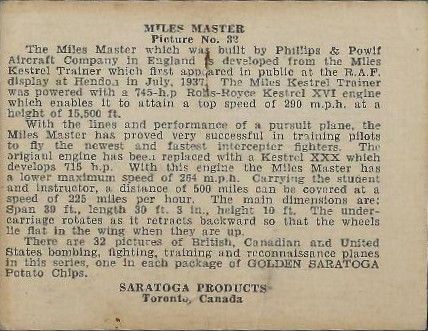 MILES MASTER
Picture No. 32
The Miles Master which was built by Phillips & Powif
Aircraft Company in England is developed from the Miles
Kestrel Trainer which first appeared in public at the R.A.F.
display at Hendon in July, 1937. The Miles Kestrel Trainer
was powered with a 745-h.p Rolls-Royce Kestrel XVI engine
which enables it to attain a top speed of 290 m.p.h. at a
height of 15,500 ft.
With the lines and performance of a pursuit plane, the
Miles Master has proved very successful in training pilots
to fly the newest and fastest intercepter fighters. The
original engine has been replaced with a Kestrel XXX which
develops 715 h.p. With this engine the Miles Master has
a lower maximum speed of 264 m.p.h. Carrying the student
and instructor, a distance of 500 miles can be covered at a
speed of 225 miles per hour. The main dimensions are:
Span 39 ft., length 30 ft. 3 in., height 10 ft. The under-
carriage rotates as it retracts backward so that the wheels
lie flat in the wing when they are up.
There are 32 pictures of British, Canadian and United
States bombing, fighting, training and reconnaissance planes
in this series, one in each package of GOLDEN SARATOGA
Potato Chips.
SARATOGA PRODUCTS
Toronto, Canada